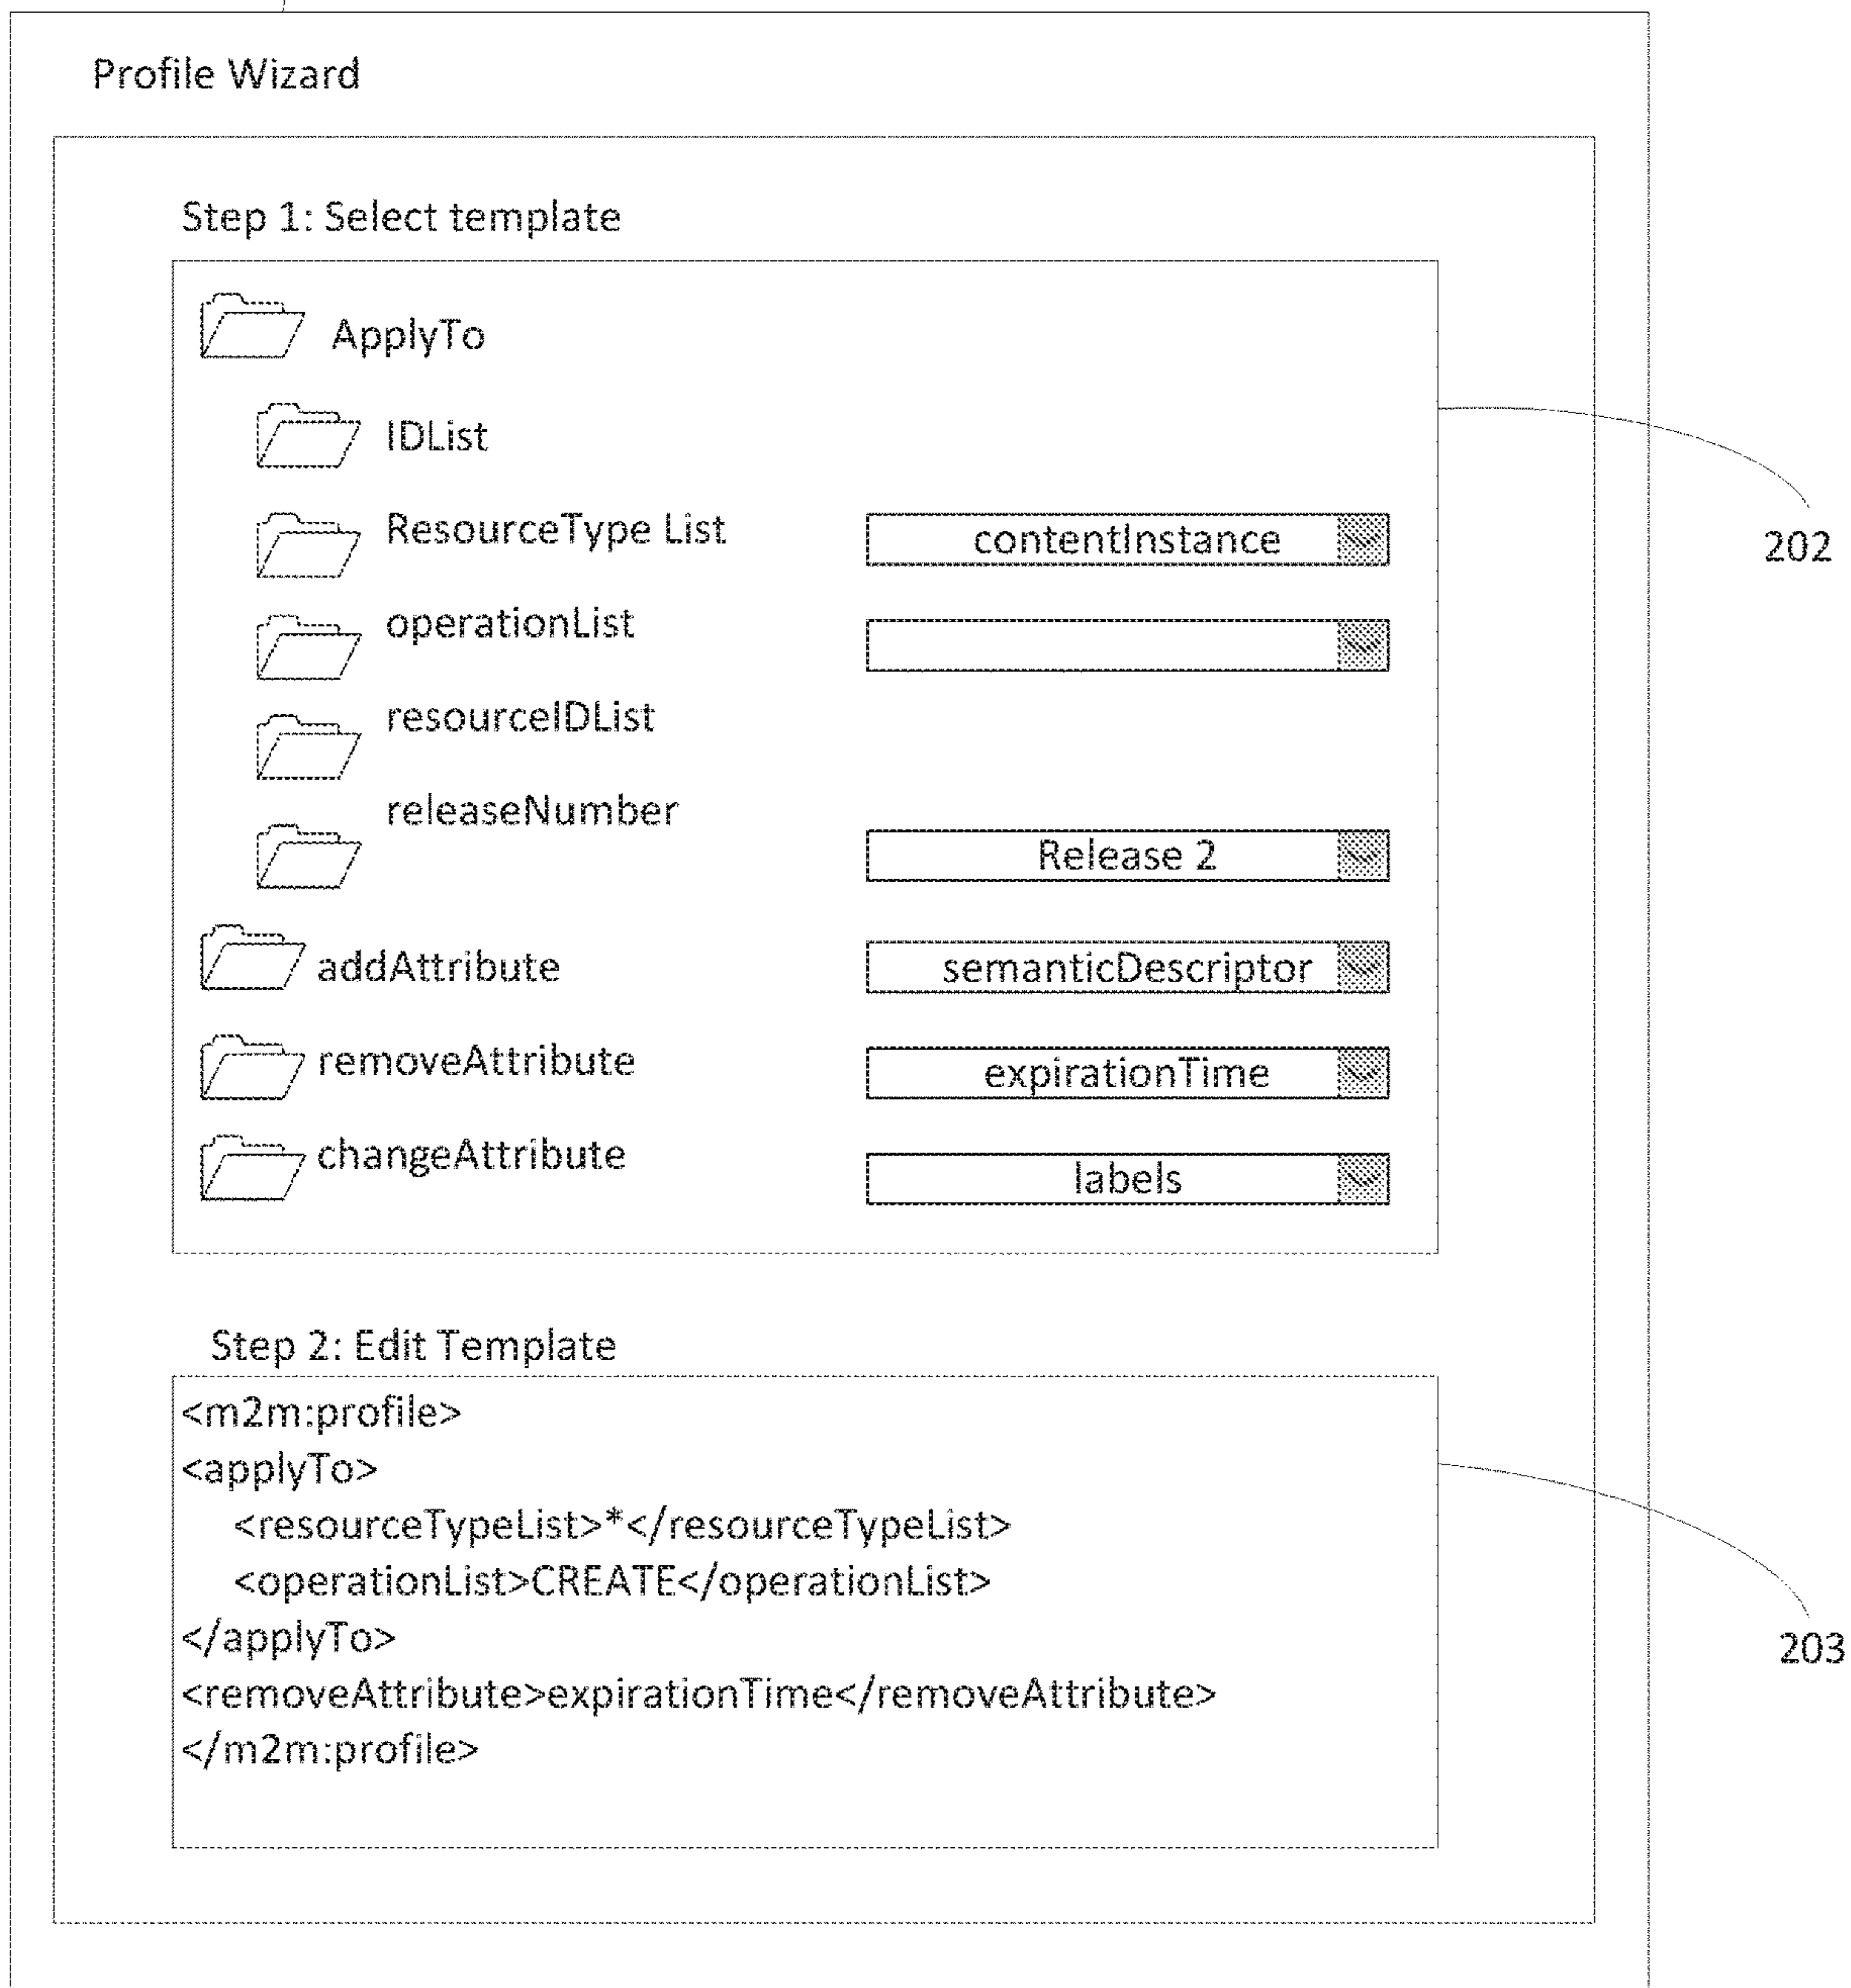 Profile Wizard
Step 1: Select template
ApplyTo
IDList
ResourceType List contentInstance
operationList
resourceIDList
releaseNumber
Release 2
addAttribute semanticDescriptor
removeAttribute expirationTime
changeAttribute labels
202
Step 2: Edit Template
<m2m:profile>
<applyTo>
<resourceTypeList>*</resourceTypeList>
<operationList>CREATE</operationList>
</applyTo>
<removeAttribute>expirationTime</removeAttribute>
</m2m:profile>
203